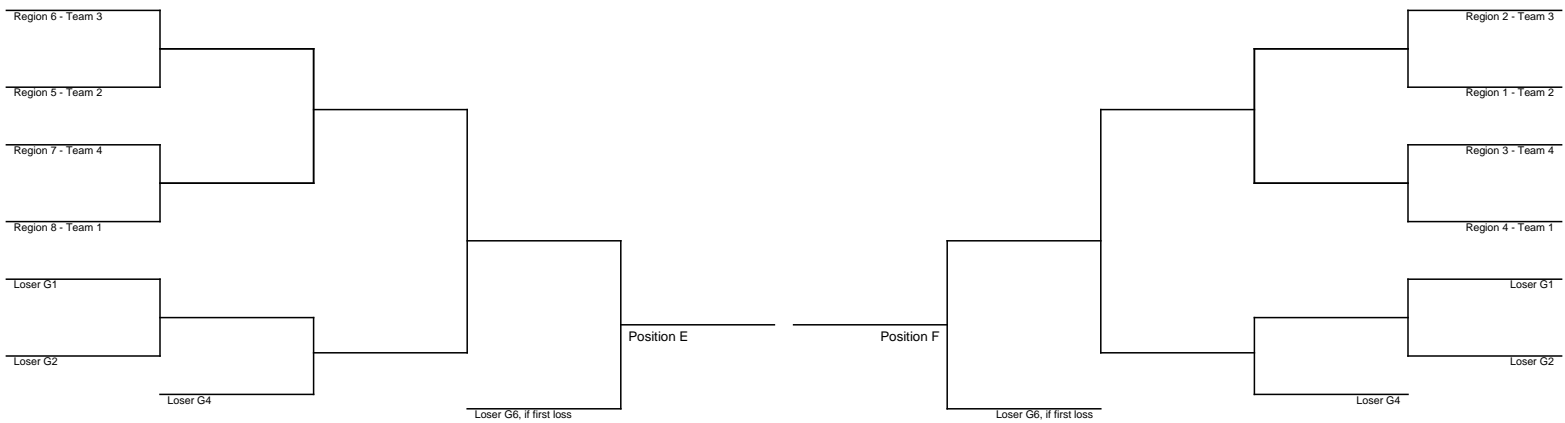 Region 6 - Team 3
Region 5 - Team 2
Region 7 - Team 4
Region 8 - Team 1
Loser G1
Loser G2
Loser G4
Loser G6, if first loss
Position E
Region 2 - Team 3
Region 1 - Team 2
Region 3 - Team 4
Region 4 - Team 1
Loser G1
Loser G2
Loser G4
Loser G6, if first loss
Position F